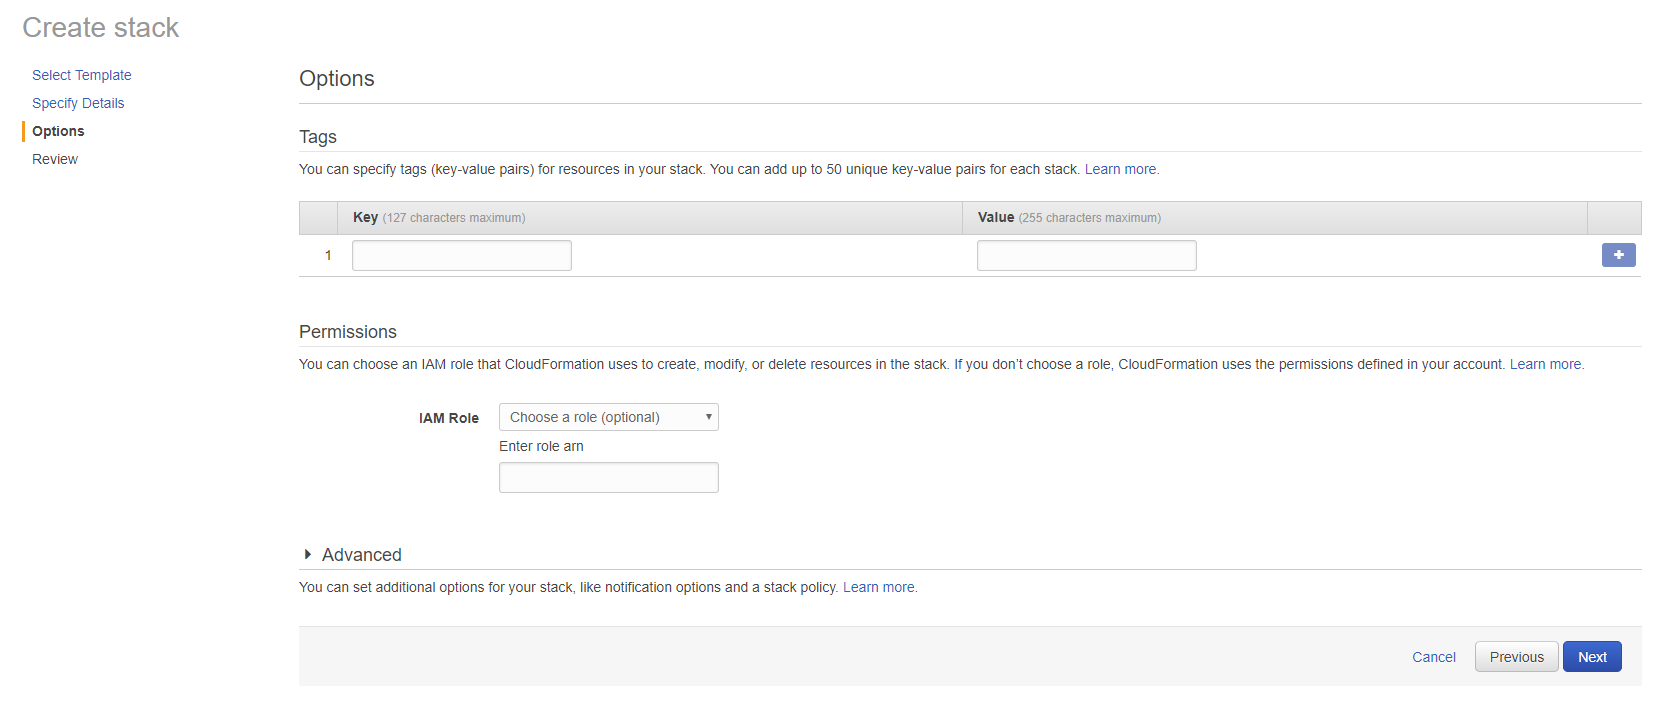 Create stack
Select Template
Specify Details
Options
Review
Options
Tags
You can specify tags (key-value pairs) for resources in your stack. You can add up to 50 unique key-value pairs for each stack. Learn more.
Key (127 characters maximum) Value (255 characters maximum)
1
Permissions
You can choose an IAM role that CloudFormation uses to create, modify, or delete resources in the stack. If you don’t choose a role, CloudFormation uses the permissions defined in your account. Learn more.
IAM Role Choose a role (optional)
Enter role arn
Advanced
You can set additional options for your stack, like notification options and a stack policy. Learn more.
Cancel Previous Next